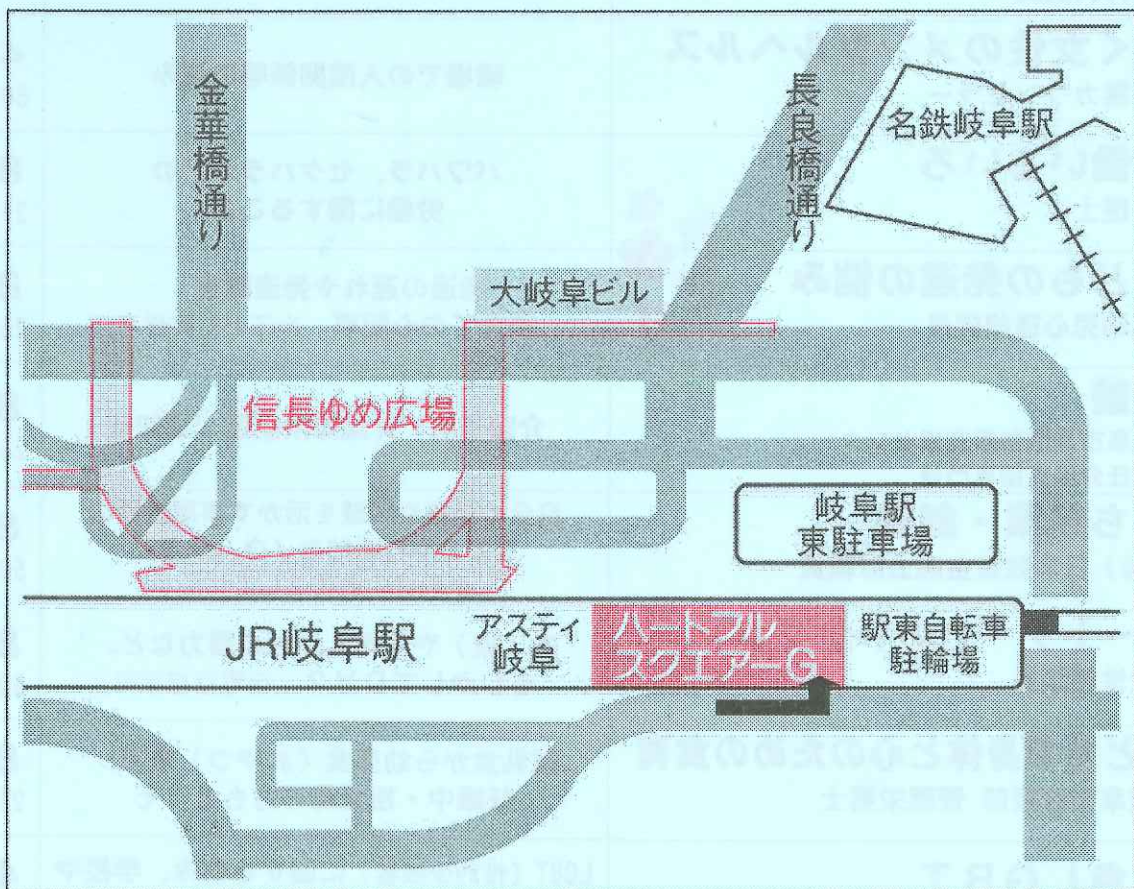 金華橋通り
長良橋通り
名鉄岐阜駅
大岐阜ビル
信長ゆめ広場
岐阜駅
東駐車場
JR岐阜駅
アスティ
岐阜
ハートフル
スクエアーG
駅東自転車
駐輪場